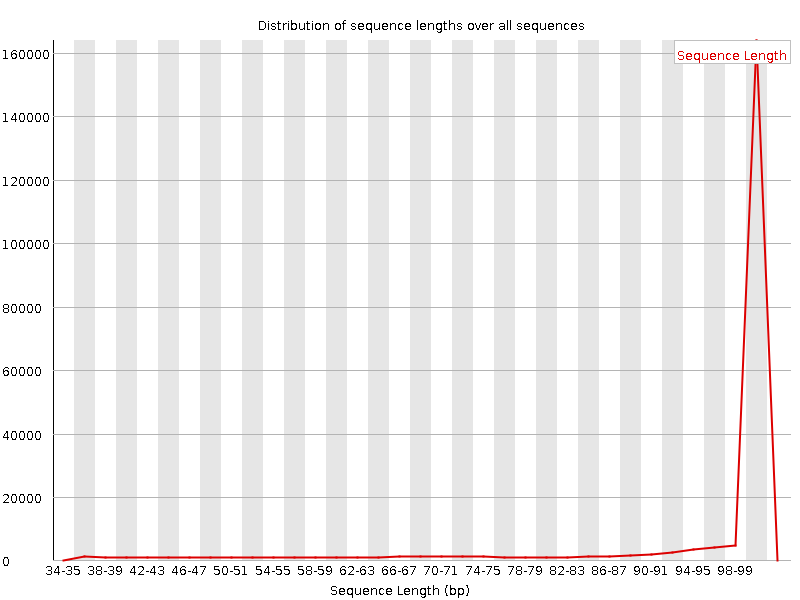 Distribution of sequence lengths over all sequences
Sequence Length
160000
140000
120000
100000
80000
60000
40000
20000
0
34-35 38-39 42-43 46-47 50-51 54-55 58-59 62-63 66-67 70-71 74-75 78-79 82-83 86-87 90-91 94-95 98-99
Sequence Length (bp)